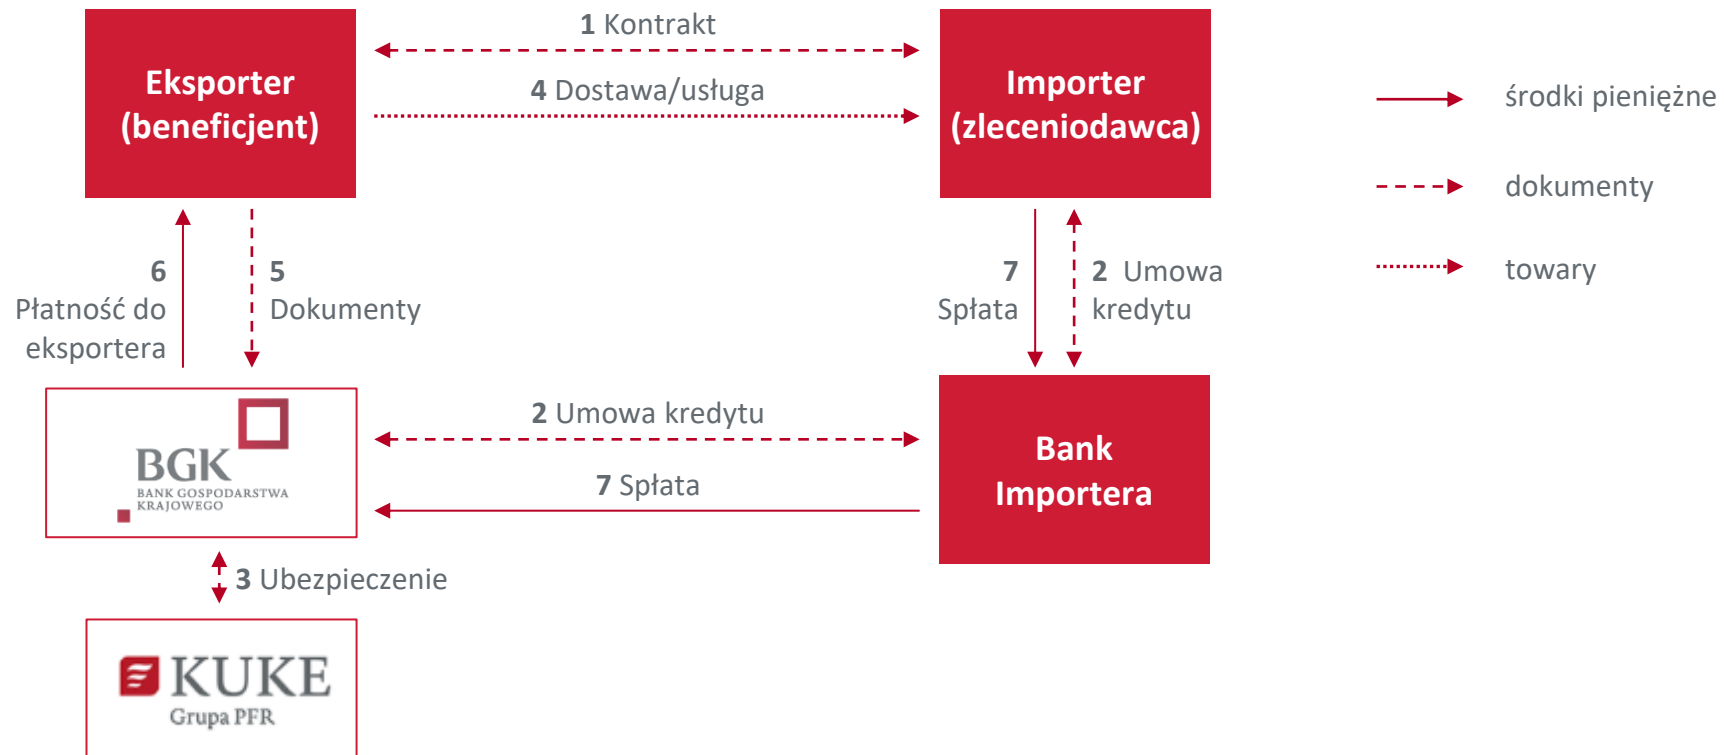 1 Kontrakt
Eksporter
(beneficjent)
4 Dostawa/usługa
Importer
(zleceniodawca)
środki pieniężne
dokumenty
towary
6
Płatność do
eksportera
5
Dokumenty
7
Spłata
2 Umowa
kredytu
BGK
BANK GOSPODARSTWA
KRAJOWEGO
2 Umowa kredytu
7 Spłata
Bank
Importera
3 Ubezpieczenie
KUKE
Grupa PFR